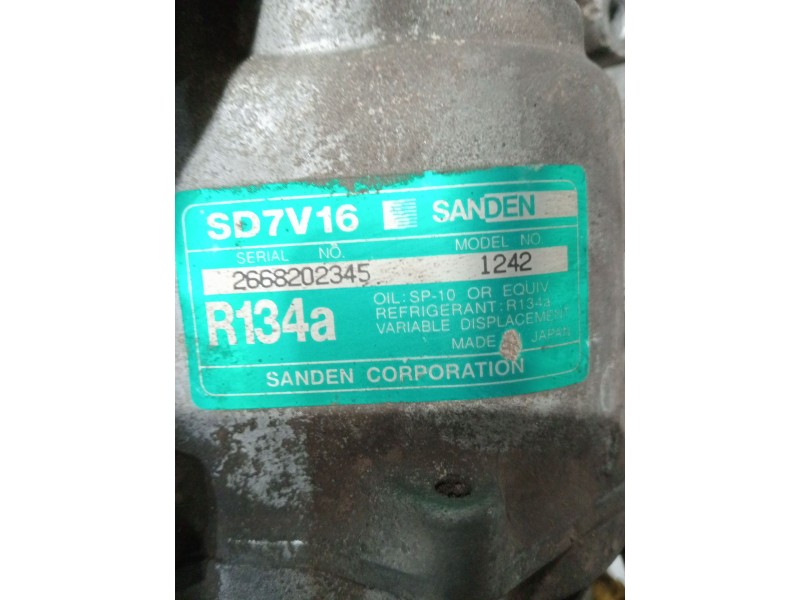 SD7V16 SANDEN
SERIAL NO. MODEL NO.
2668202345 1242
R134a
OIL: SP-10 OR EQUIV
REFRIGERANT: R134a
VARIABLE DISPLACEMENT
MADE JAPAN
SANDEN CORPORATION